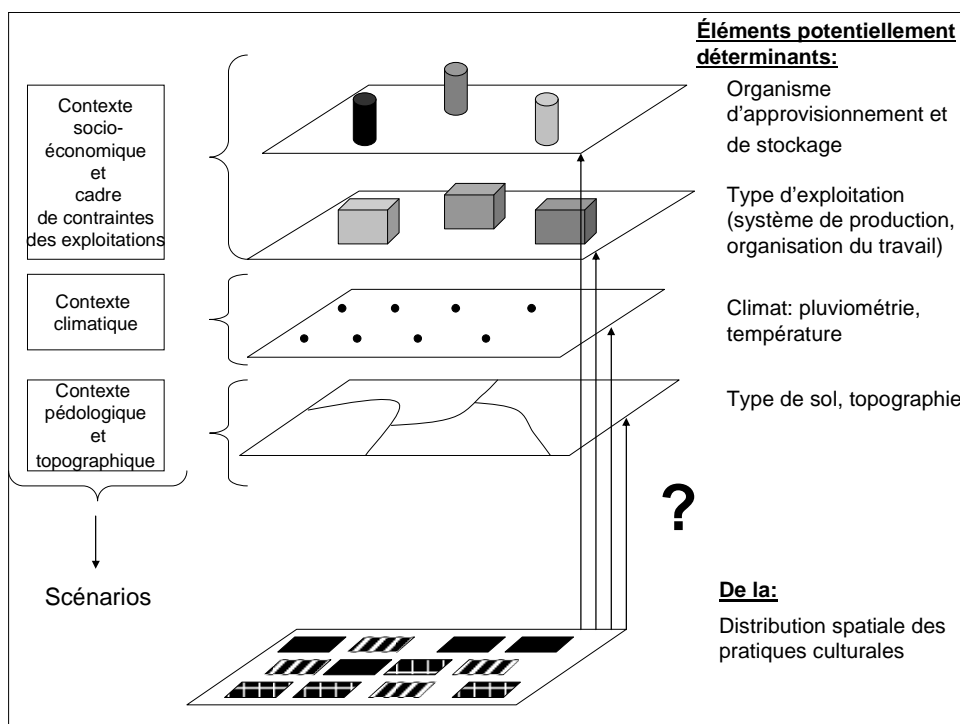 Éléments potentiellement
déterminants:
Contexte
socio-
économique
et
cadre
de contraintes
des exploitations
Organisme
d'approvisionnement et
de stockage
Type d'exploitation
(système de production,
organisation du travail)
Contexte
climatique
Climat: pluviométrie,
température
Contexte
pédologique
et
topographique
Type de sol, topographie
?
Scénarios
De la:
Distribution spatiale des
pratiques culturales